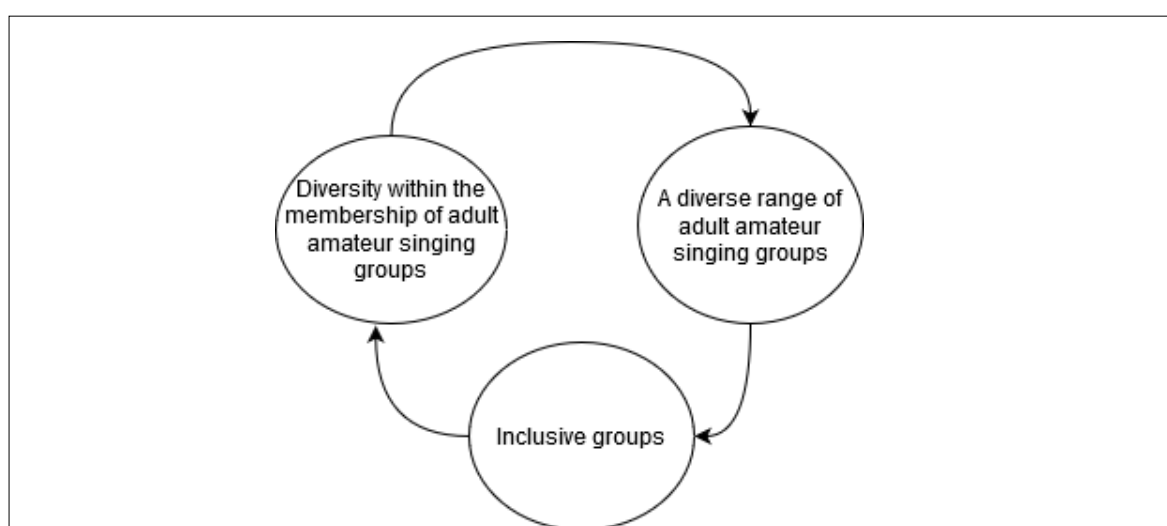 Diversity within the
membership of adult
amateur singing
groups
A diverse range of
adult amateur
singing groups
Inclusive groups